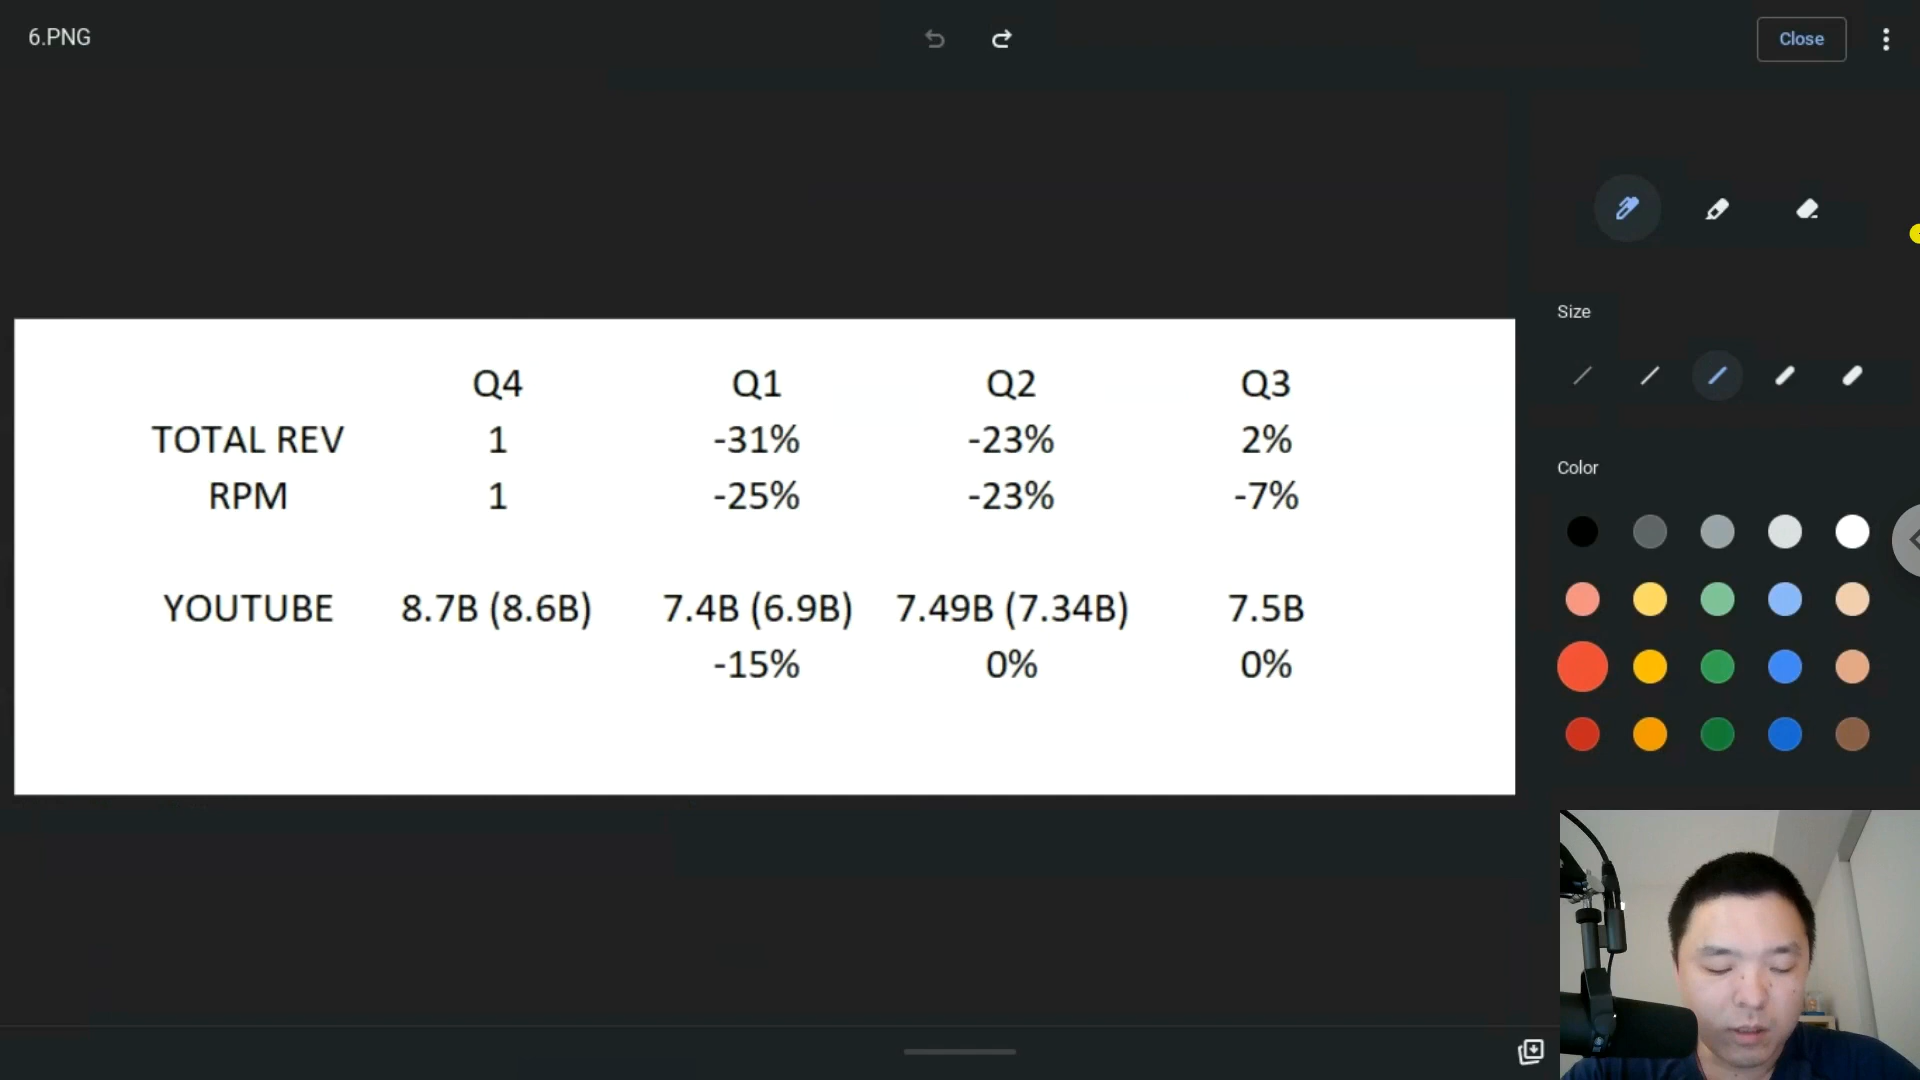 6.PNG
Close
Size
Color
Q4 Q1 Q2 Q3
TOTAL REV 1 -31% -23% 2%
RPM 1 -25% -23% -7%
YOUTUBE 8.7B (8.6B) 7.4B (6.9B) 7.49B (7.34B) 7.5B
-15% 0% 0%